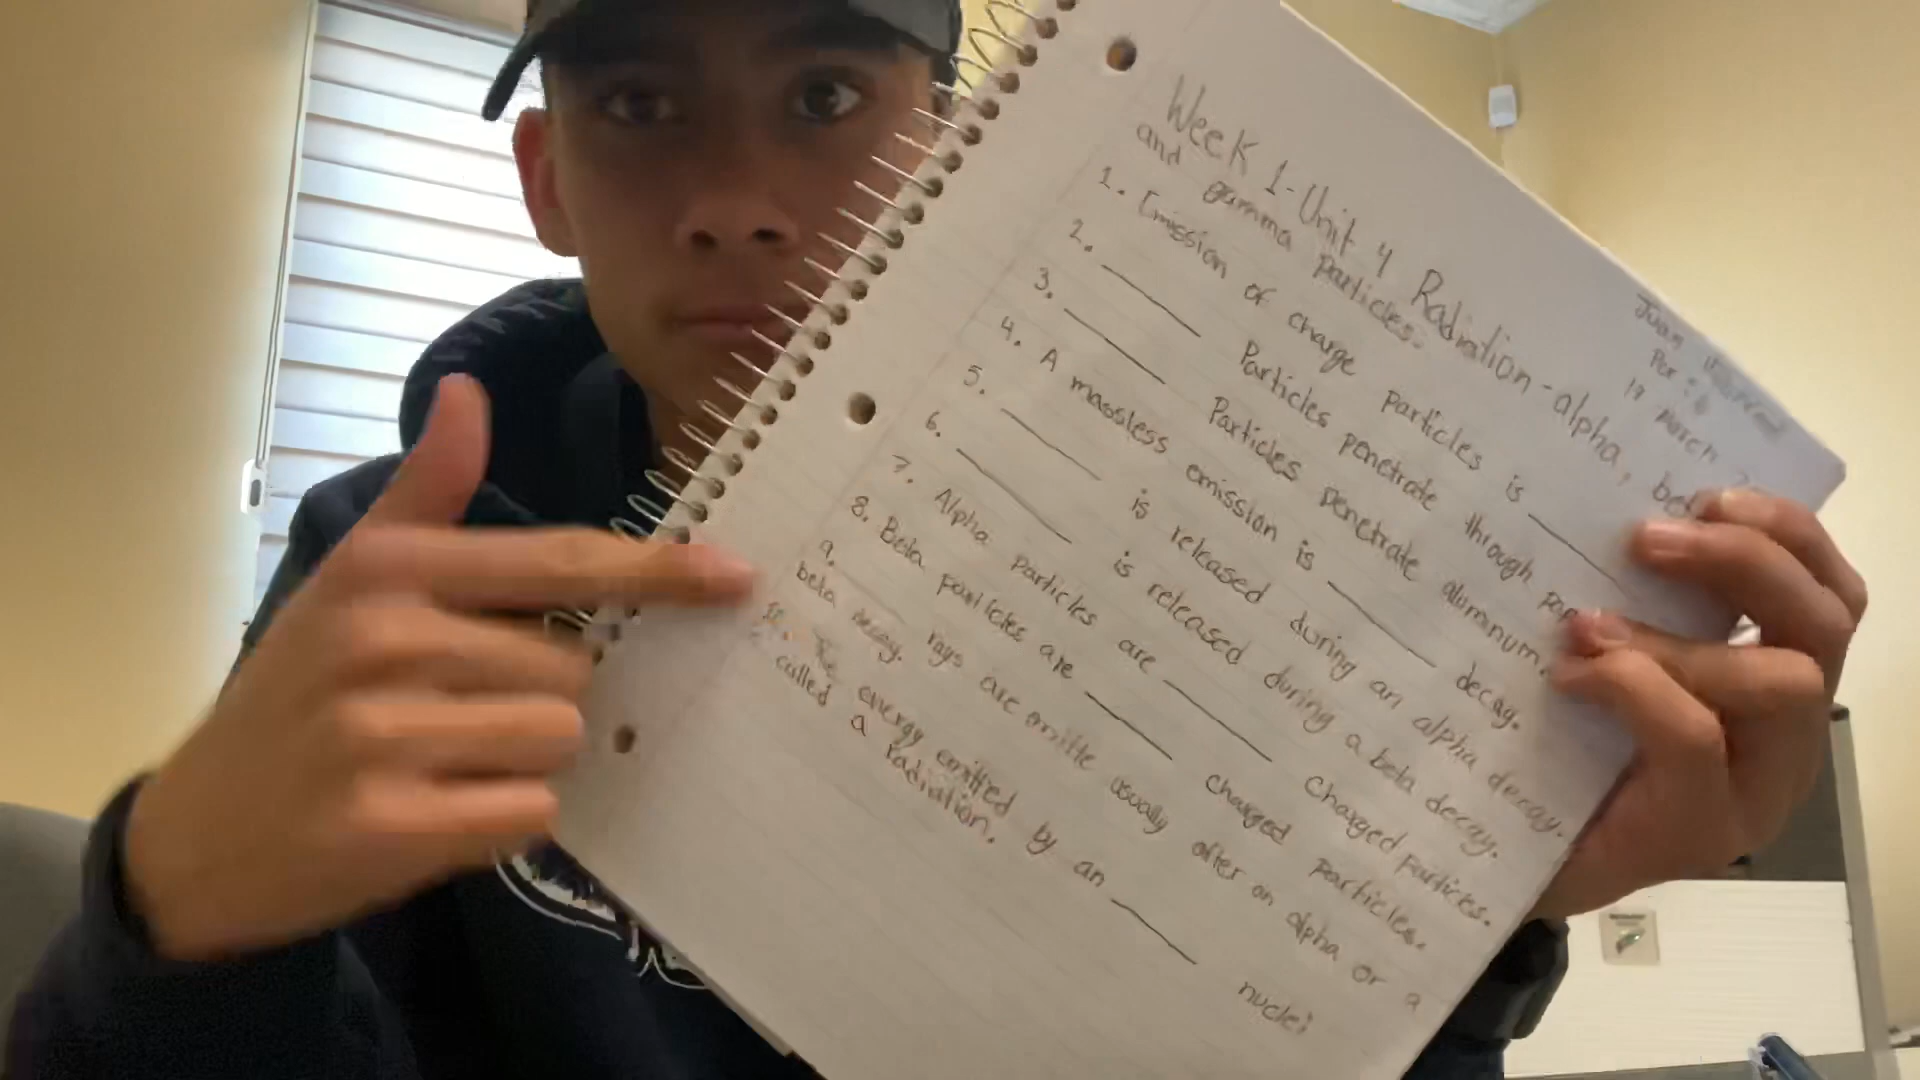 Juan
Per: 6
19 march
Week 1-Unit 4 Radiation-alpha, beta
and gamma particles.
1. Emission of charge particles is ____
2. ____ Particles penetrate through
3. ____ Particles penetrate aluminum.
4. A massless emission is ____ decay.
5. ____ is released during an alpha decay.
6. ____ is released during a beta decay.
7. Alpha particles are ____ charged particles.
8. Beta particles are ____ charged particles.
9. ____ rays are emitte usually after an alpha or a
beta decay.
10. The energy emitted by an ____ nuclei
called a radiation.